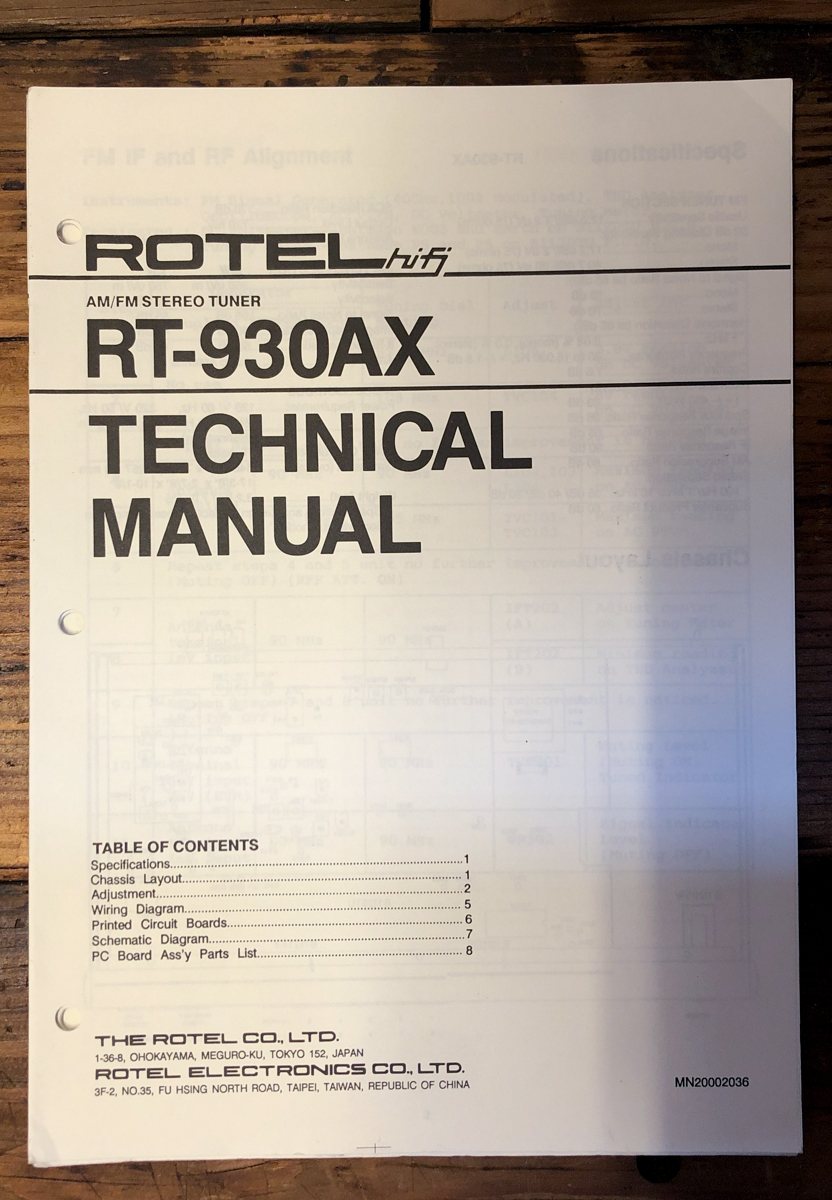 ROTEL hifi
AM/FM STEREO TUNER
RT-930AX
TECHNICAL
MANUAL
TABLE OF CONTENTS
Specifications..........1
Chassis Layout..........1
Adjustment..........2
Wiring Diagram..........5
Printed Circuit Boards..........6
Schematic Diagram..........7
PC Board Ass'y Parts List..........8
THE ROTEL CO., LTD.
1-36-8, OHOKAYAMA, MEGURO-KU, TOKYO 152, JAPAN
ROTEL ELECTRONICS CO., LTD.
3F-2, NO.35, FU HSING NORTH ROAD, TAIPEI, TAIWAN, REPUBLIC OF CHINA
MN20002036